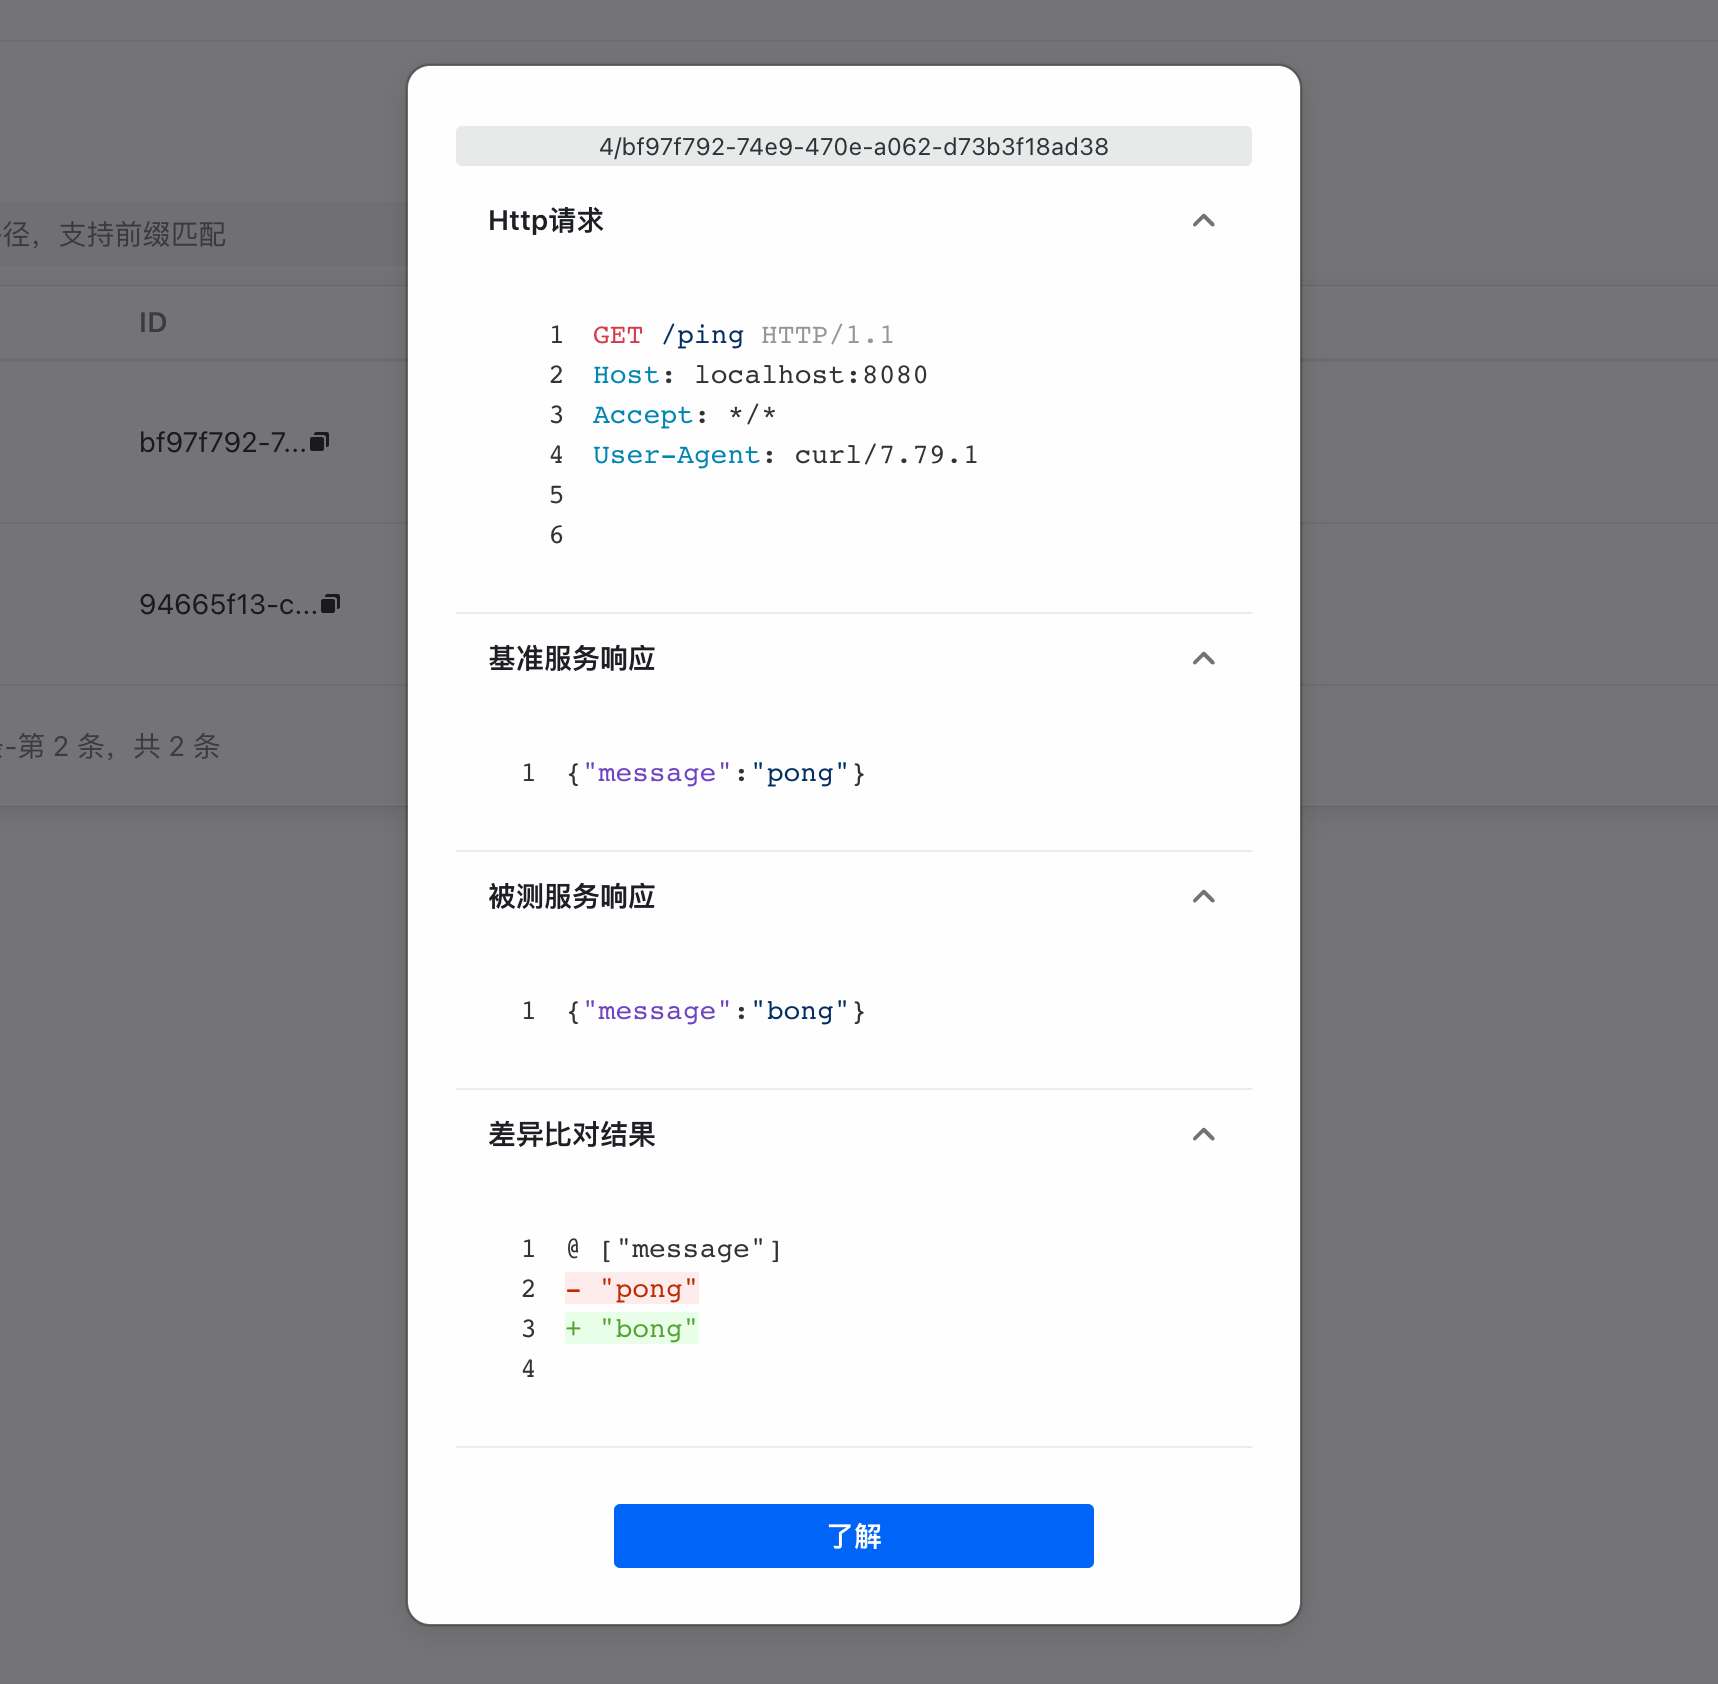 4/bf97f792-74e9-470e-a062-d73b3f18ad38
Http请求
1 GET /ping HTTP/1.1
2 Host: localhost:8080
3 Accept: */*
4 User-Agent: curl/7.79.1
5
6
基准服务响应
1 {"message":"pong"}
被测服务响应
1 {"message":"bong"}
差异比对结果
1 @ ["message"]
2 - "pong"
3 + "bong"
4
了解
径，支持前缀匹配
ID
bf97f792-7...
94665f13-c...
-第 2 条，共 2 条